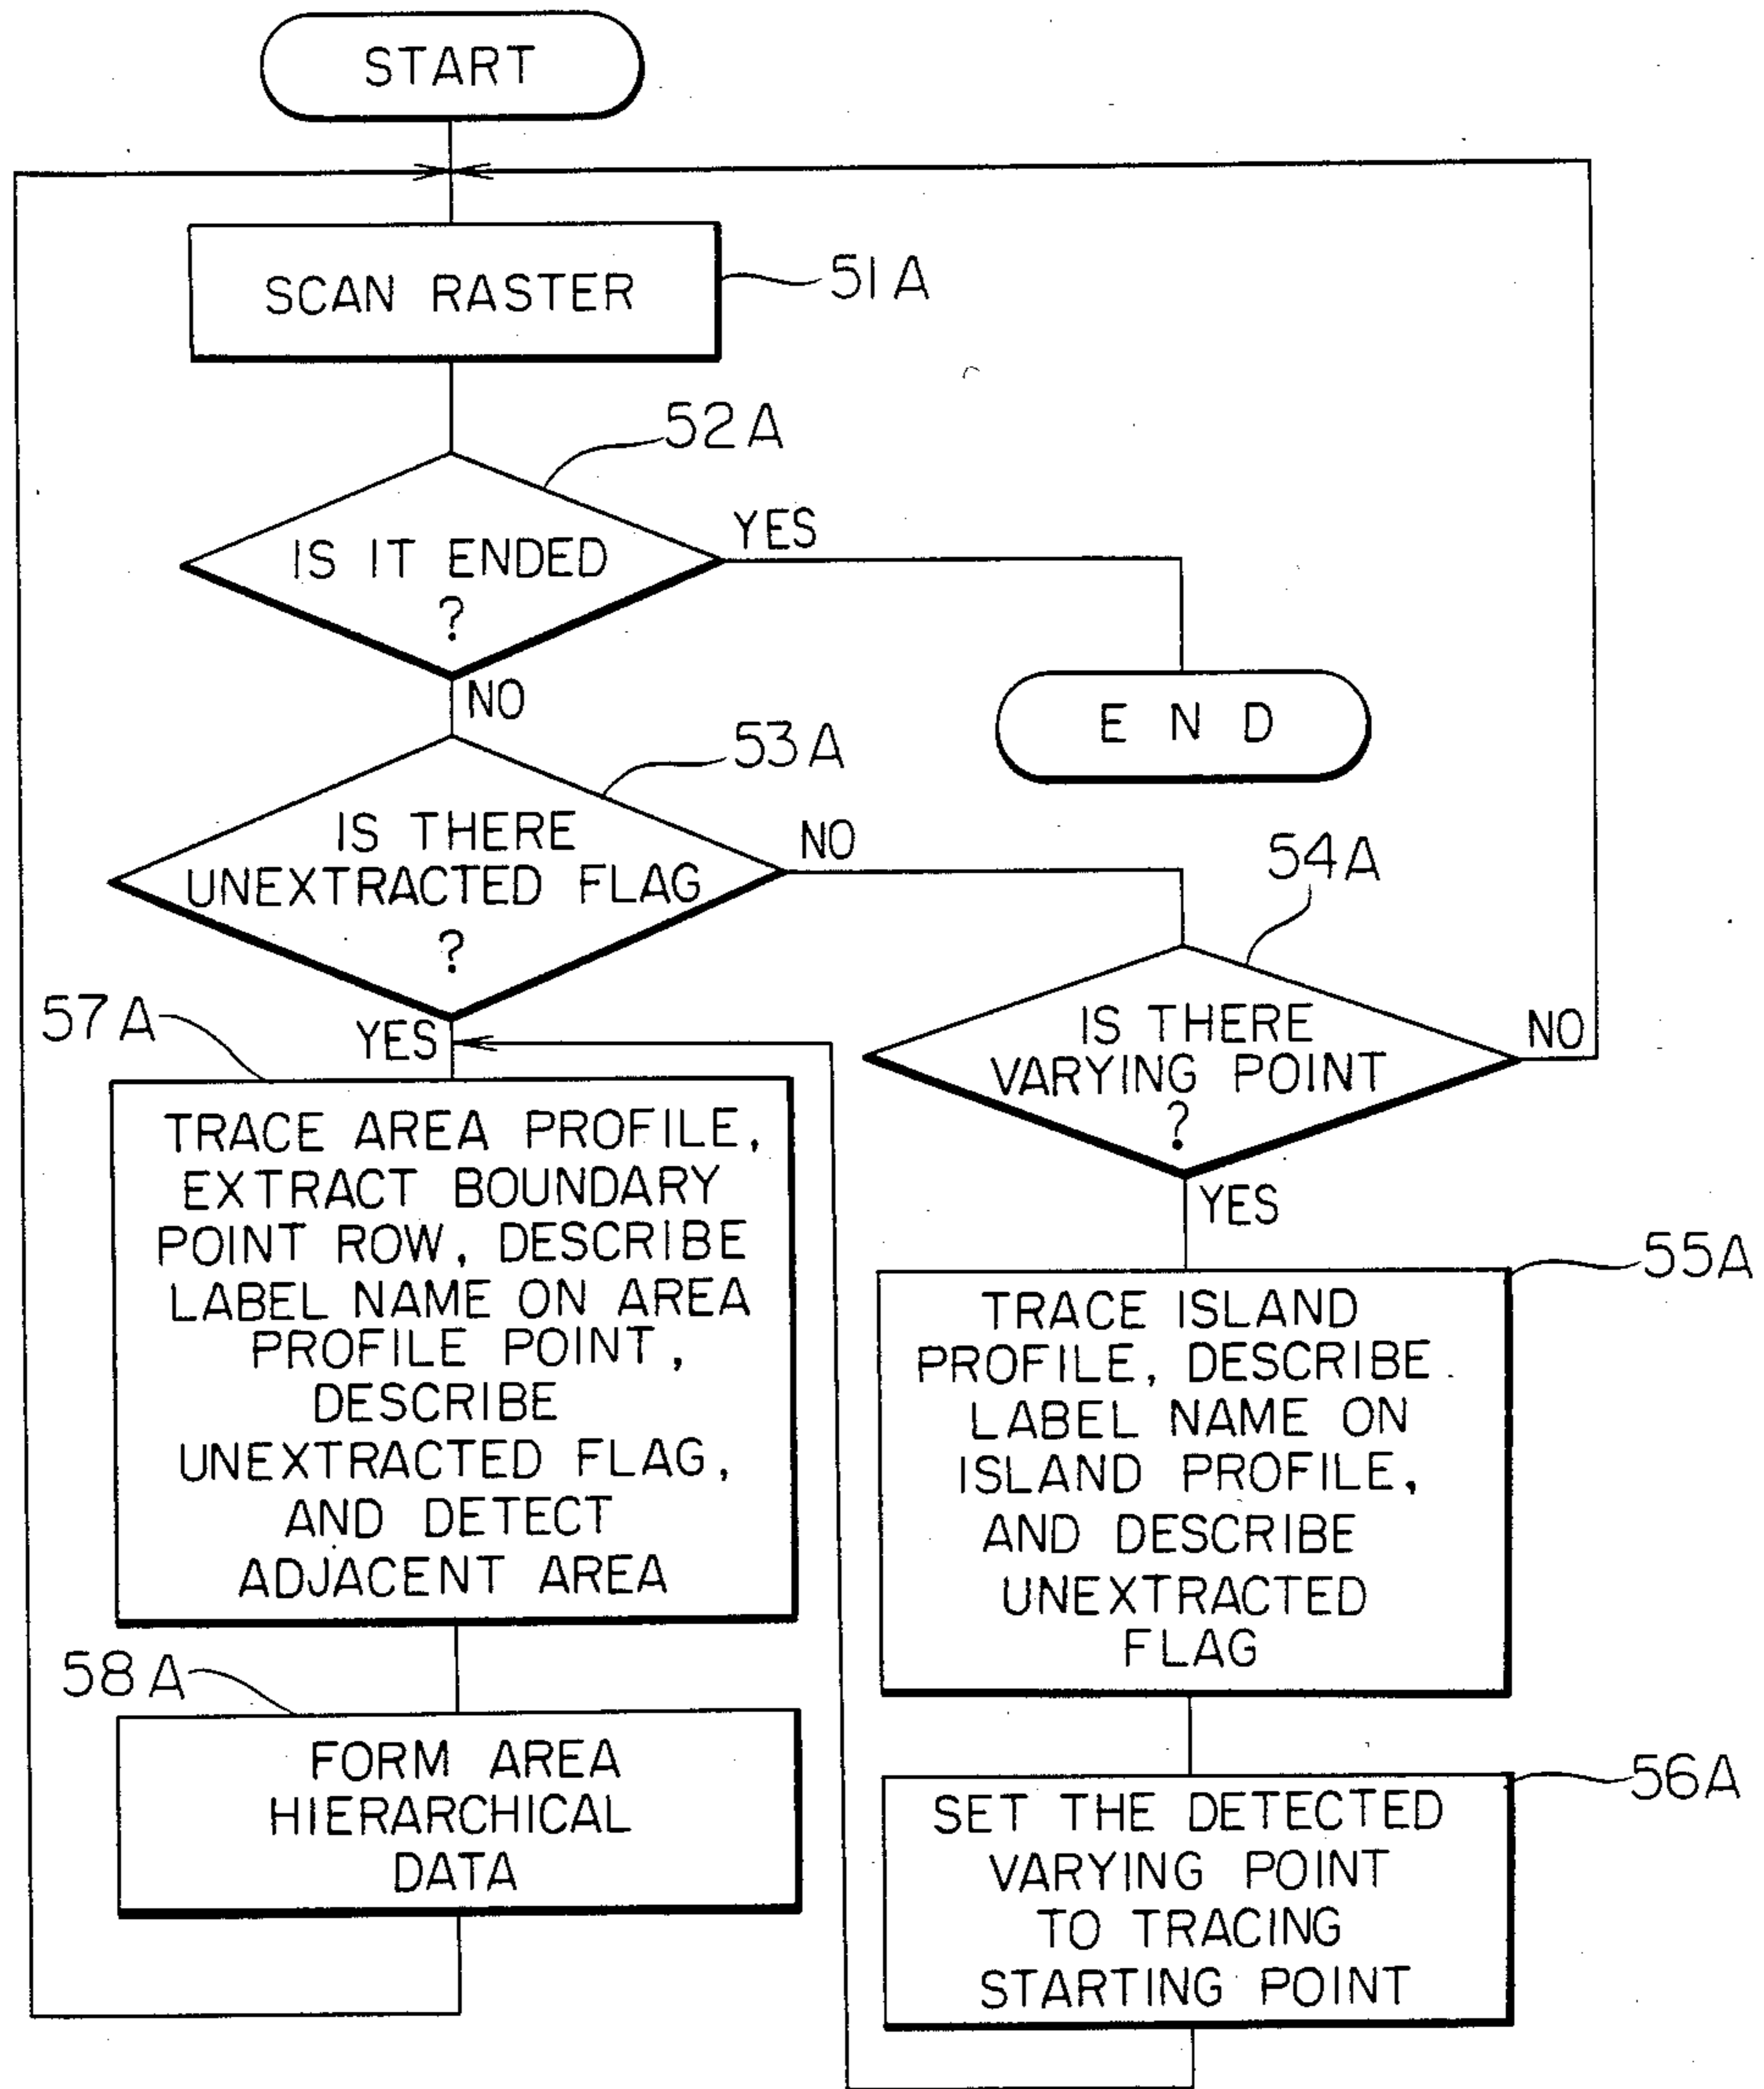 START
SCAN RASTER
51A
52A
IS IT ENDED
?
YES
NO
END
53A
IS THERE
UNEXTRACTED FLAG
?
NO
YES
54A
IS THERE
VARYING POINT
?
NO
YES
57A
TRACE AREA PROFILE,
EXTRACT BOUNDARY
POINT ROW, DESCRIBE
LABEL NAME ON AREA
PROFILE POINT,
DESCRIBE
UNEXTRACTED FLAG,
AND DETECT
ADJACENT AREA
55A
TRACE ISLAND
PROFILE, DESCRIBE
LABEL NAME ON
ISLAND PROFILE,
AND DESCRIBE
UNEXTRACTED
FLAG
58A
FORM AREA
HIERARCHICAL
DATA
56A
SET THE DETECTED
VARYING POINT
TO TRACING
STARTING POINT